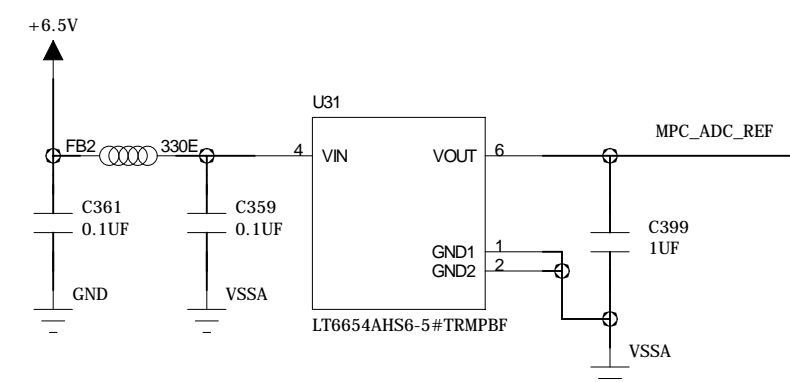 +6.5V
U31
MPC_ADC_REF
FB2 330E
4 VIN VOUT 6
C361
0.1UF
C359
0.1UF
C399
1UF
GND1 1
GND2 2
GND
VSSA
LT6654AHS6-5#TRMPBF
VSSA